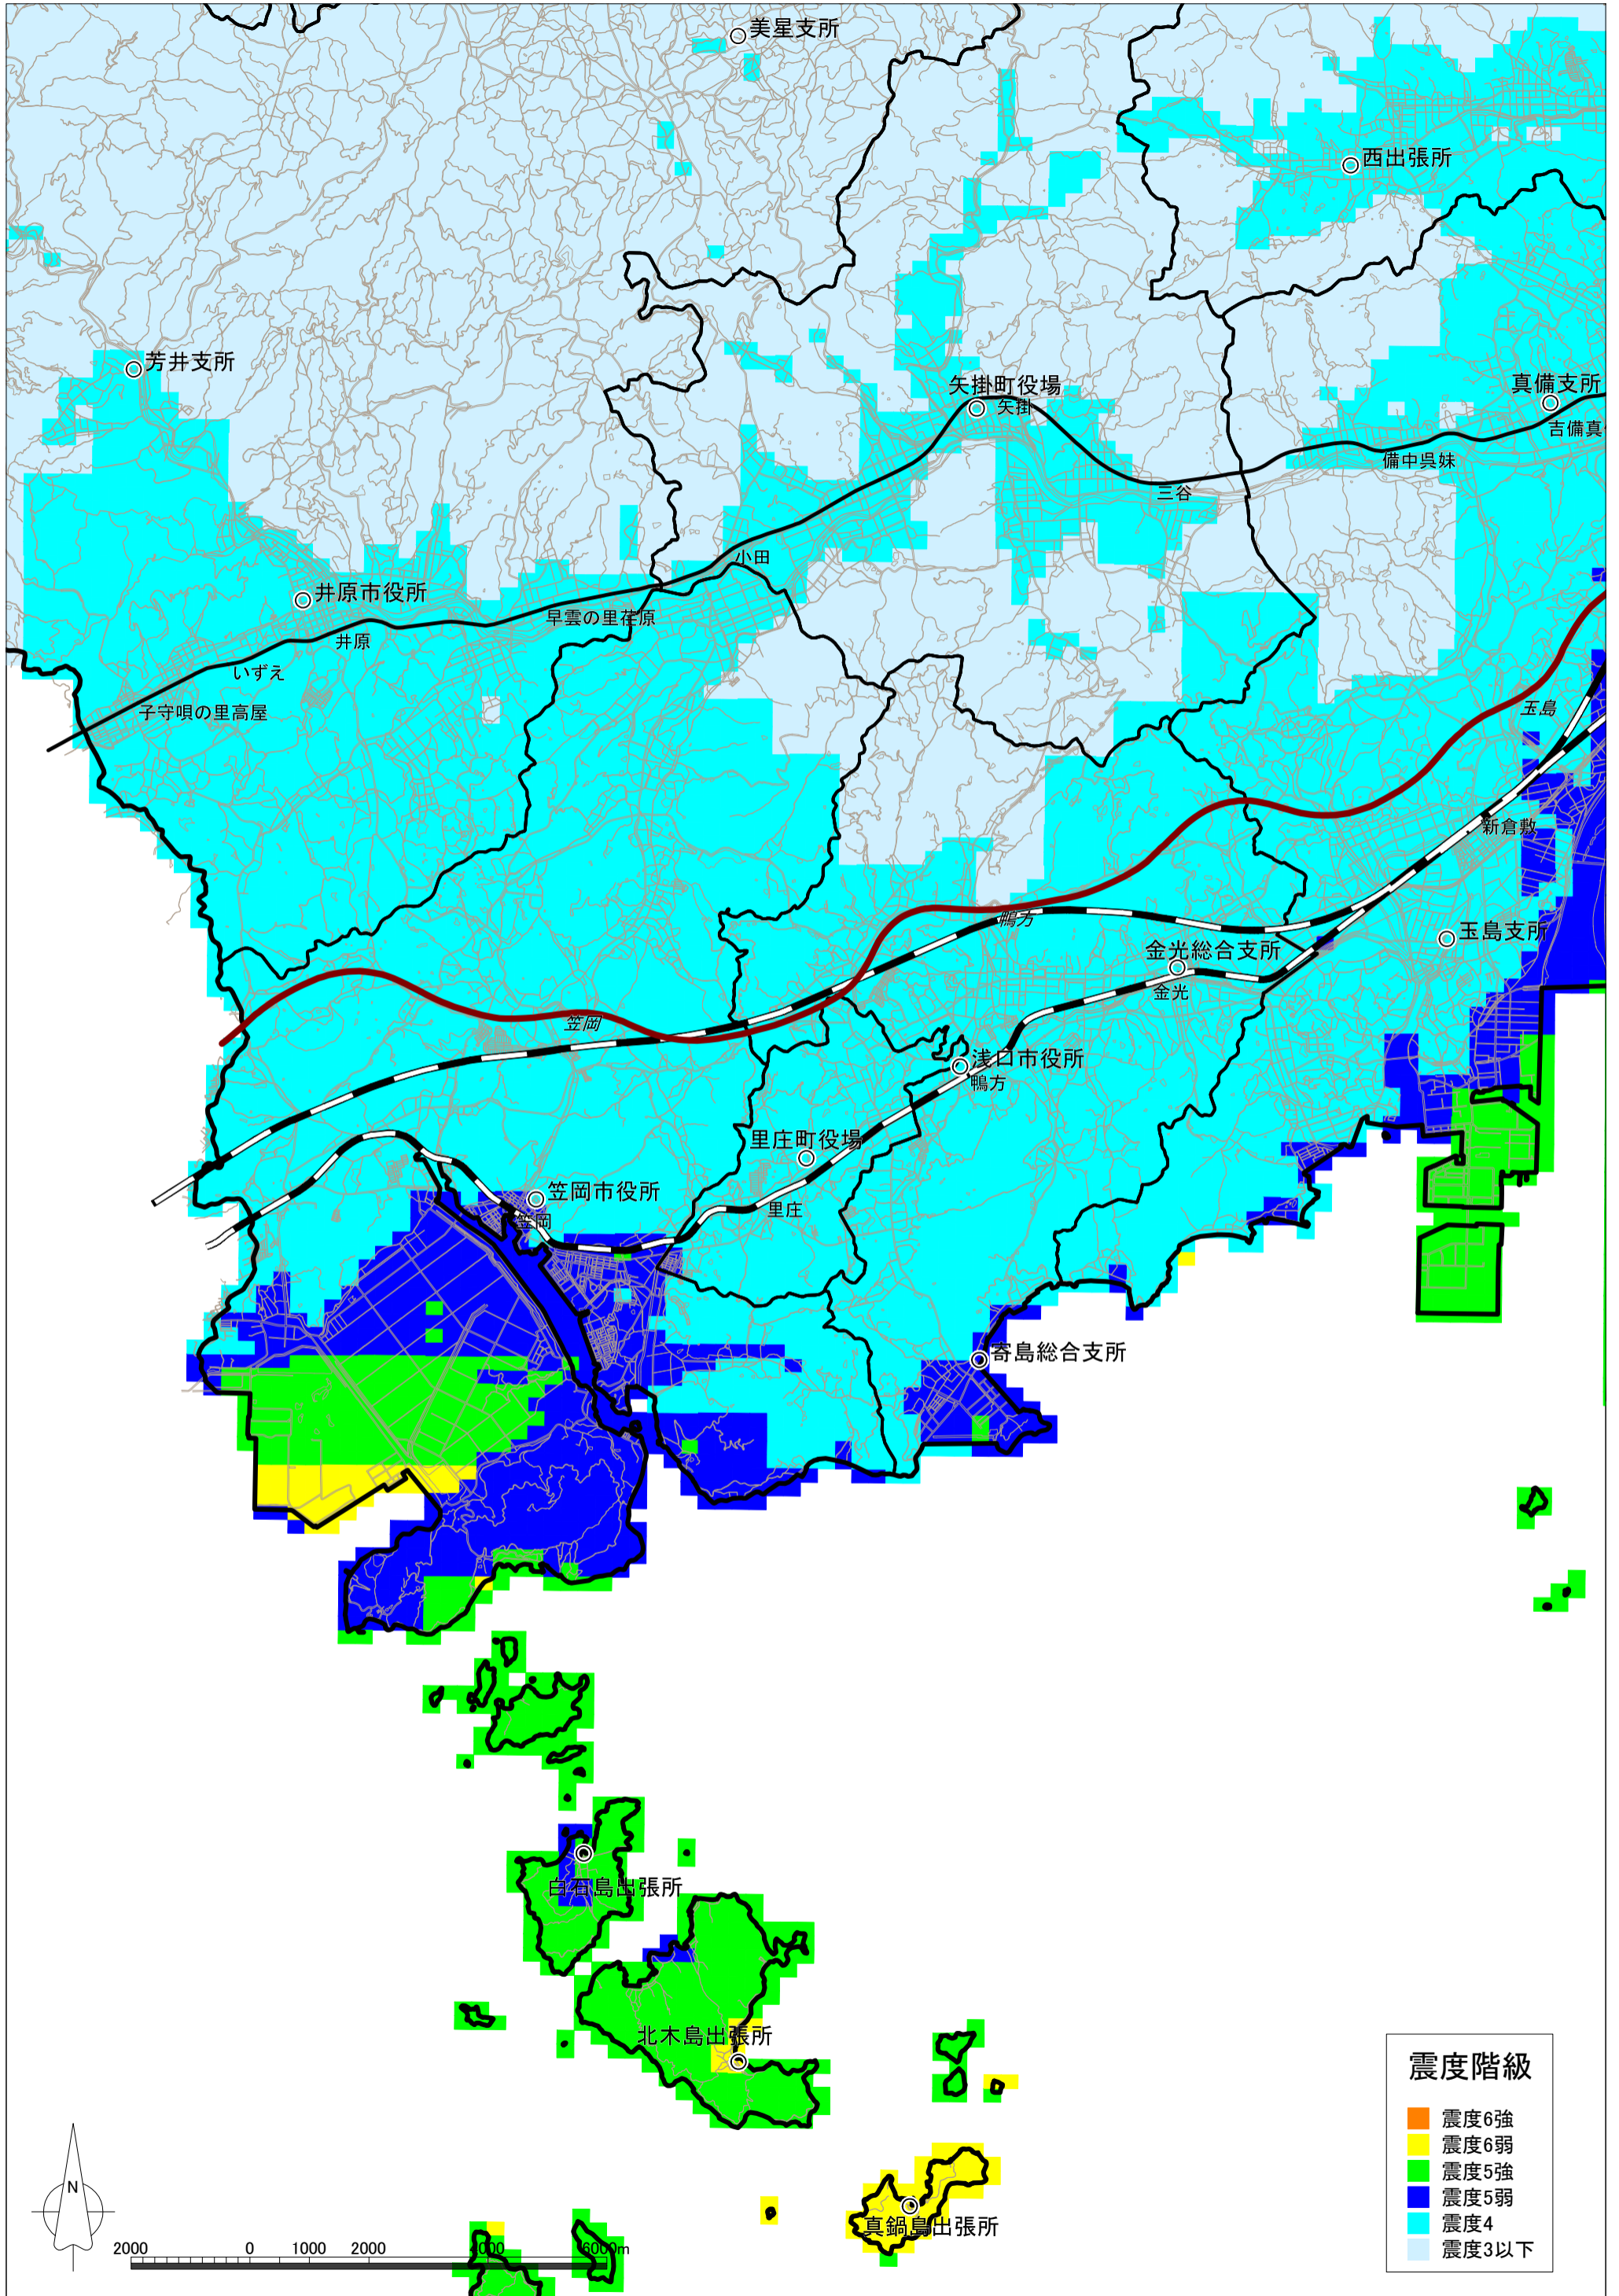 美星支所
西出張所
芳井支所
矢掛町役場
矢掛
真備支所
吉備真
備中呉妹
三谷
小田
井原市役所
早雲の里荏原
井原
いずえ
子守唄の里高屋
玉島
新倉敷
鴨方
玉島支所
金光総合支所
金光
笠岡
浅口市役所
鴨方
里庄町役場
笠岡市役所
里庄
笠岡
寄島総合支所
白石島出張所
北木島出張所
真鍋島出張所
震度階級
震度6強
震度6弱
震度5強
震度5弱
震度4
震度3以下
N
2000 0 1000 2000 4000 6000m